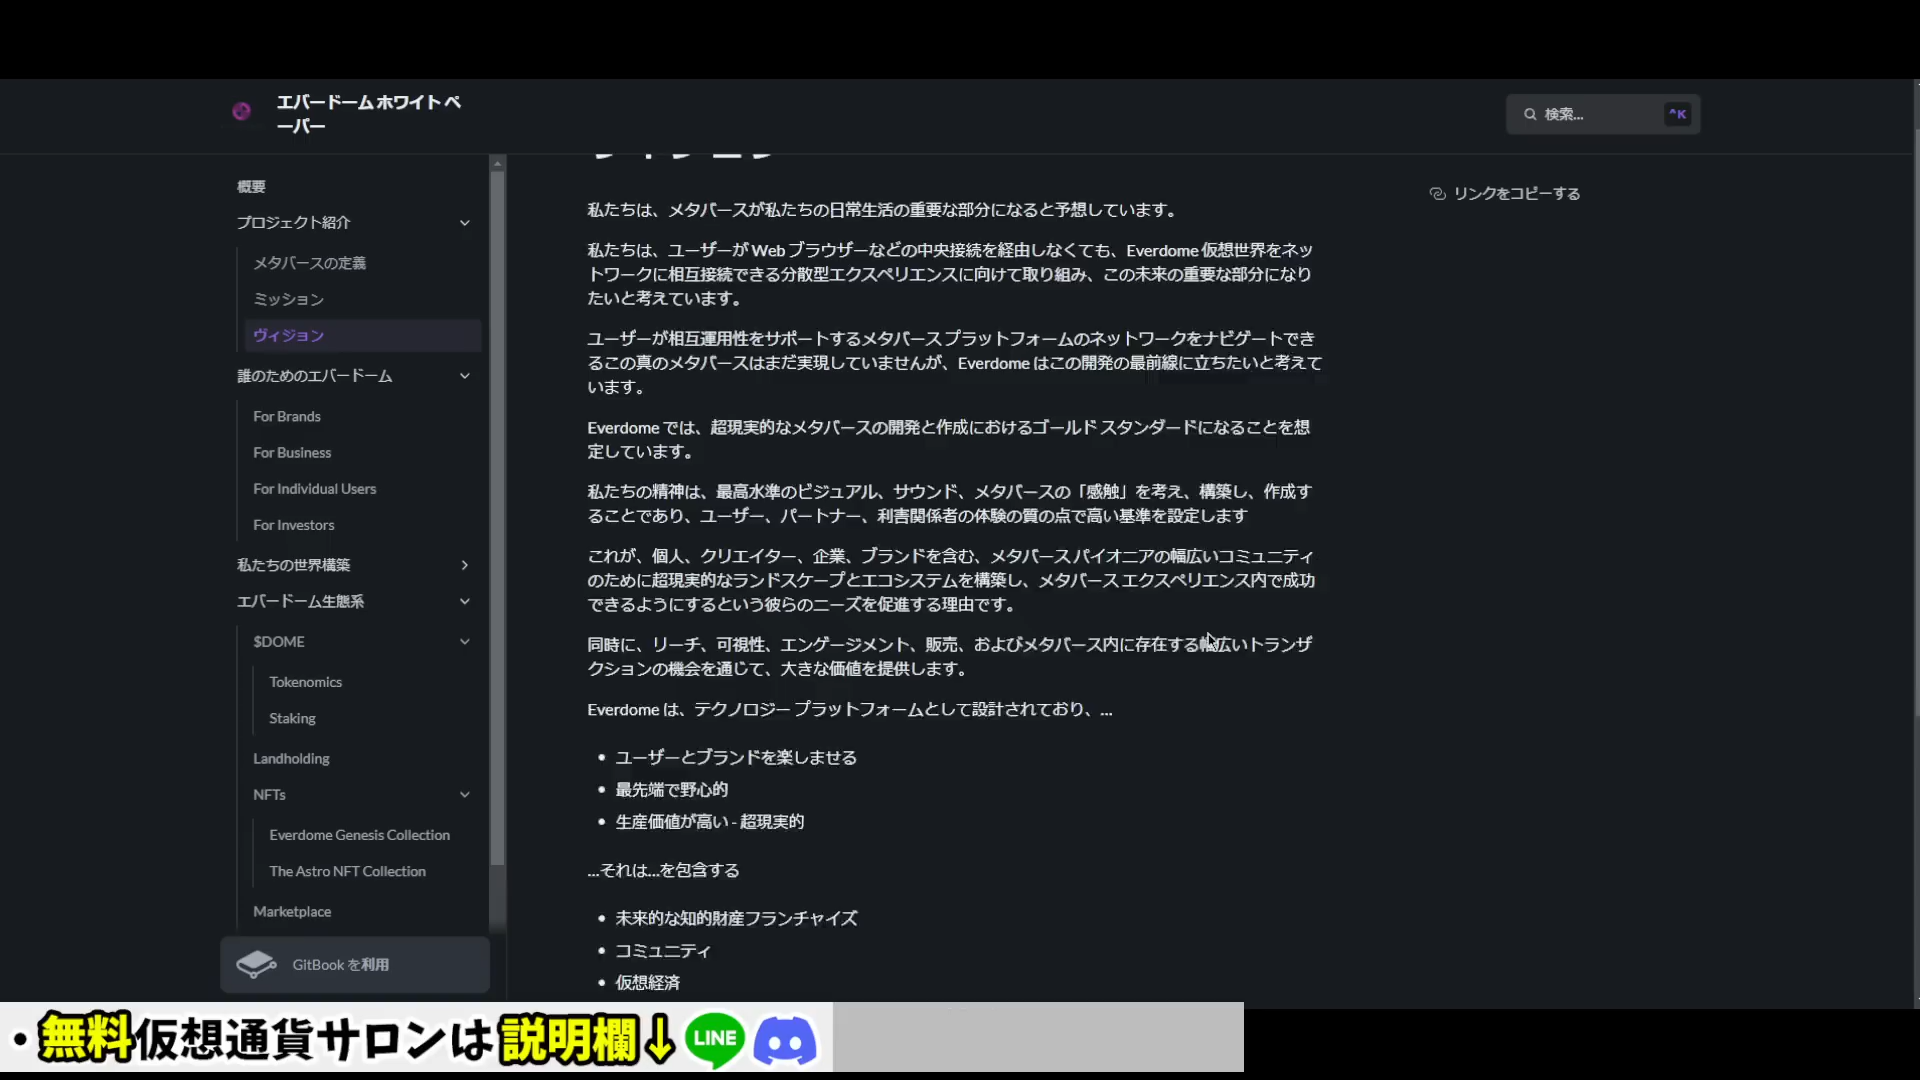 エバードームホワイトペ
ーパー
検索...
^K
概要
プロジェクト紹介
メタバースの定義
ミッション
ヴィジョン
誰のためのエバードーム
For Brands
For Business
For Individual Users
For Investors
私たちの世界構築
エバードーム生態系
$DOME
Tokenomics
Staking
Landholding
NFTs
Everdome Genesis Collection
The Astro NFT Collection
Marketplace
GitBook を利用
私たちは、メタバースが私たちの日常生活の重要な部分になると予想しています。
私たちは、ユーザーが Web ブラウザーなどの中央接続を経由しなくても、Everdome 仮想世界をネッ
トワークに相互接続できる分散型エクスペリエンスに向けて取り組み、この未来の重要な部分になり
たいと考えています。
ユーザーが相互運用性をサポートするメタバース プラットフォームのネットワークをナビゲートでき
るこの真のメタバースはまだ実現していませんが、Everdome はこの開発の最前線に立ちたいと考えて
います。
Everdome では、超現実的なメタバースの開発と作成におけるゴールド スタンダードになることを想
定しています。
私たちの精神は、最高水準のビジュアル、サウンド、メタバースの「感触」を考え、構築し、作成す
ることであり、ユーザー、パートナー、利害関係者の体験の質の点で高い基準を設定します
これが、個人、クリエイター、企業、ブランドを含む、メタバース パイオニアの幅広いコミュニティ
のために超現実的なランドスケープとエコシステムを構築し、メタバース エクスペリエンス内で成功
できるようにするという彼らのニーズを促進する理由です。
同時に、リーチ、可視性、エンゲージメント、販売、およびメタバース内に存在する幅広いトランザ
クションの機会を通じて、大きな価値を提供します。
Everdome は、テクノロジー プラットフォームとして設計されており、...
• ユーザーとブランドを楽しませる
• 最先端で野心的
• 生産価値が高い - 超現実的
...それは...を包含する
• 未来的な知的財産フランチャイズ
• コミュニティ
• 仮想経済
リンクをコピーする
・無料仮想通貨サロンは説明欄↓ LINE